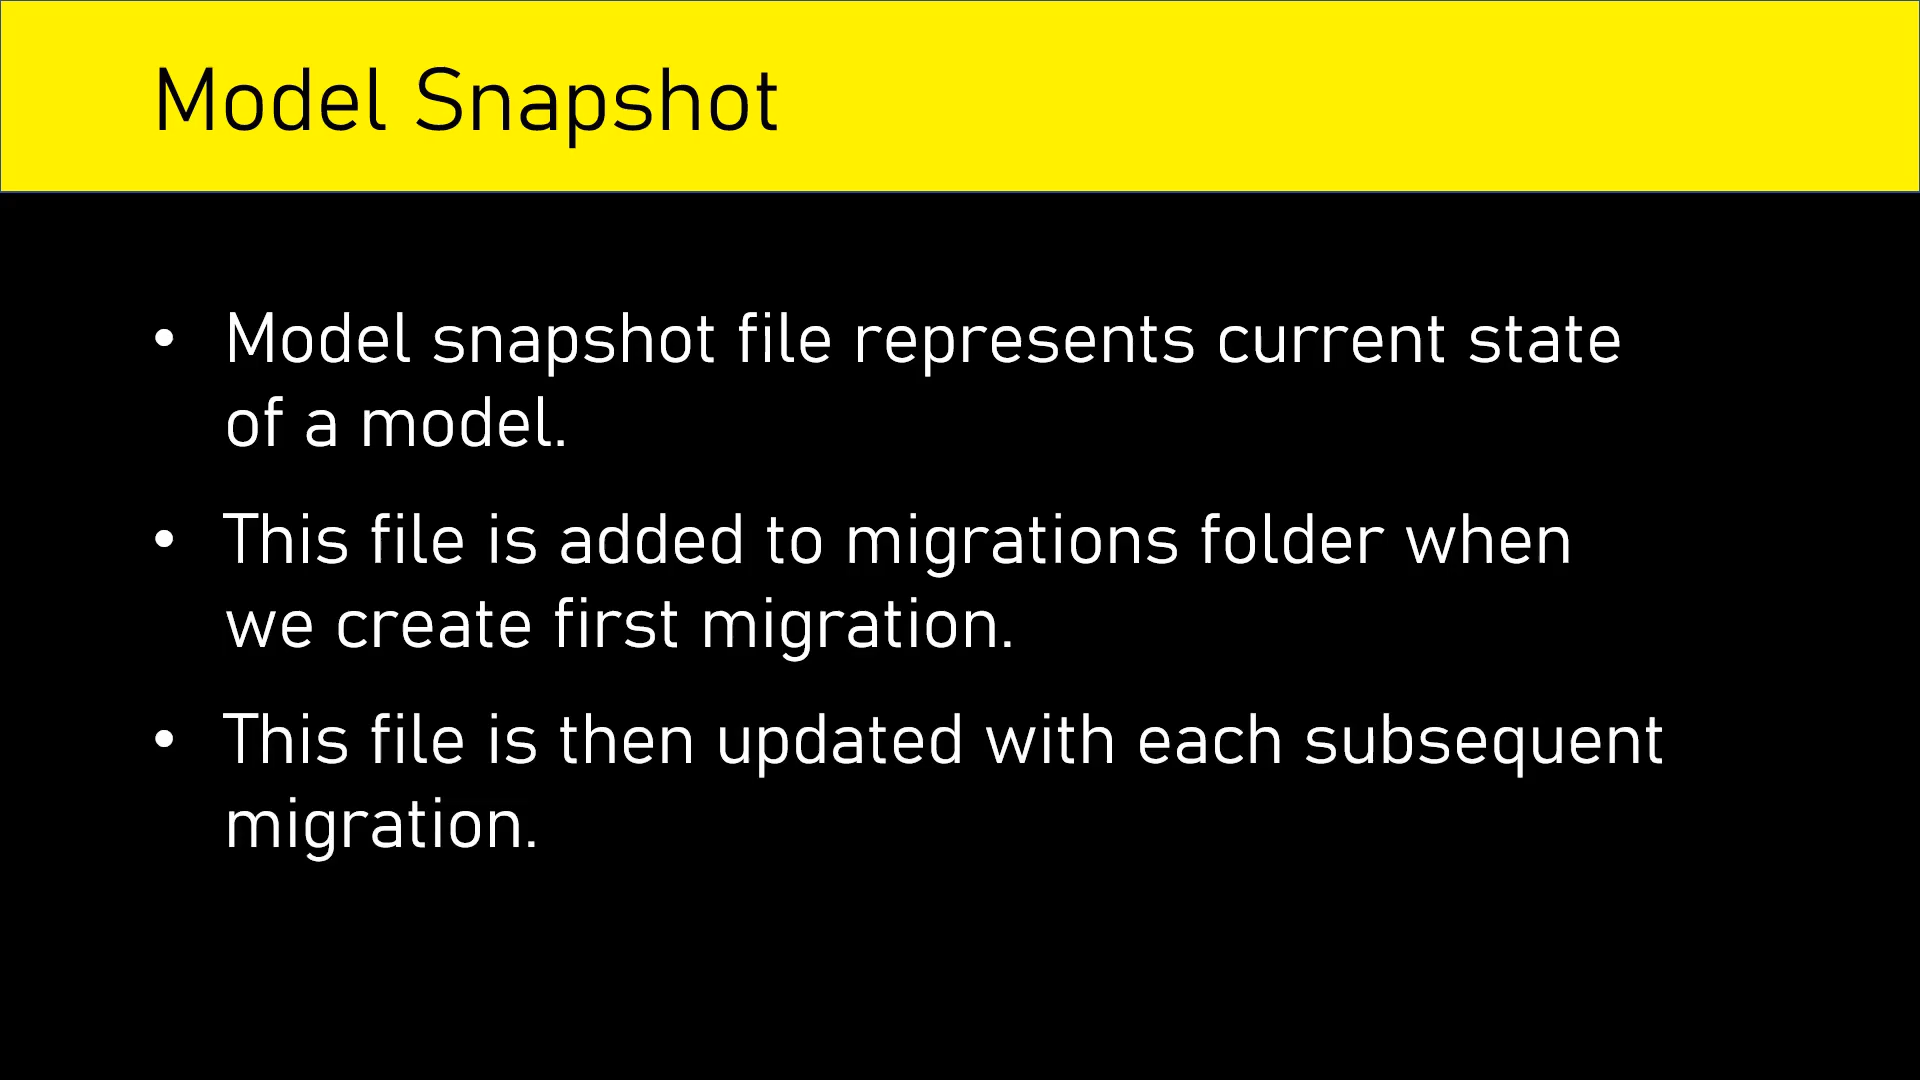 Model Snapshot
• Model snapshot file represents current state
of a model.
• This file is added to migrations folder when
we create first migration.
• This file is then updated with each subsequent
migration.